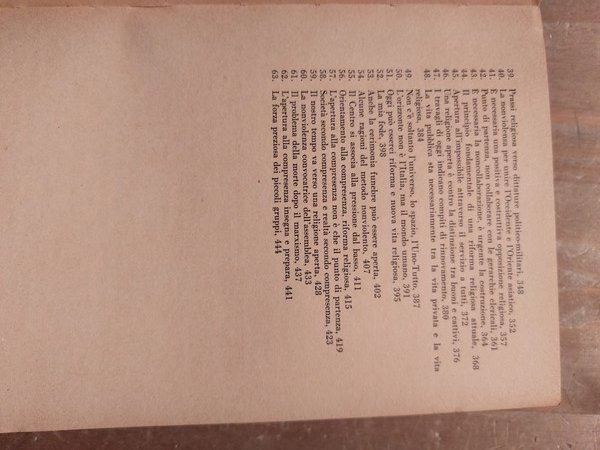 39. Prassi religiosa verso dittature politico-militari, 348
40. La nonviolenza per unire l'Occidente e l'Oriente asiatico, 352
41. È necessaria una positiva e costruttiva opposizione religiosa, 357
42. Punto di partenza, non collaborare con le gerarchie clericali, 361
43. È necessaria la noncollaborazione, è urgente la costruzione, 364
44. Il principio fondamentale di una riforma religiosa attuale, 368
45. Apertura all'impossibile attraverso il servizio a tutti, 372
46. Una religione aperta è contro la distinzione tra buoni e cattivi, 376
47. I travagli di oggi indicano compiti di rinnovamento, 380
48. La vita pubblica sta necessariamente tra la vita privata e la
vita religiosa, 384
49. Non c'è soltanto l'universo, lo spazio, l'Uno-Tutto, 387
50. L'orizzonte non è l'Italia, ma il mondo umano, 391
51. Oggi può esserci riforma e nuova vita religiosa, 395
52. La mia fede, 398
53. Anche la cerimonia funebre può essere aperta, 402
54. Alcune ragioni del metodo nonviolento, 407
55. Il Centro si associa alla pressione dal basso, 411
56. Orientamento alla compresenza, riforma religiosa, 415
57. L'apertura alla compresenza non è che il punto di partenza, 419
58. Società secondo compresenza e realtà secondo compresenza, 423
59. Il nostro tempo va verso una religione aperta, 428
60. La nonviolenza convocatrice dell'assemblea, 433
61. Il problema della morte dopo il marxismo, 437
62. L'apertura alla compresenza insegna e prepara, 441
63. La forza preziosa dei piccoli gruppi, 444